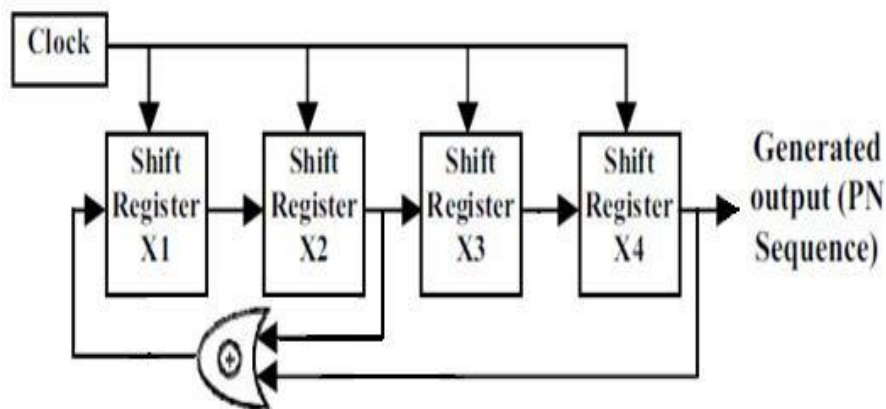 Clock
Shift
Register
X1
Shift
Register
X2
Shift
Register
X3
Shift
Register
X4
Generated
output (PN
Sequence)
+